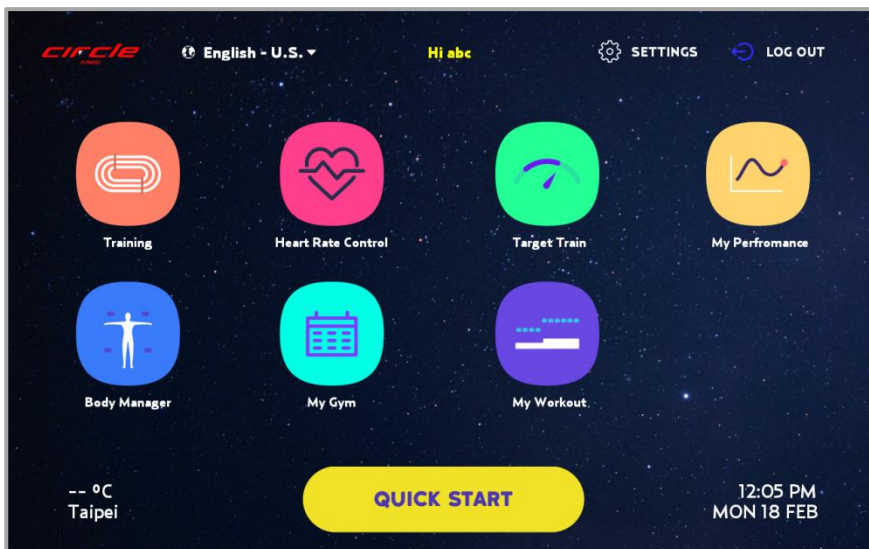 circle
FITNESS
English - U.S.
Hi abc
SETTINGS
LOG OUT
Training
Heart Rate Control
Target Train
My Perfromance
Body Manager
My Gym
My Workout
-- ºC
Taipei
QUICK START
12:05 PM
MON 18 FEB